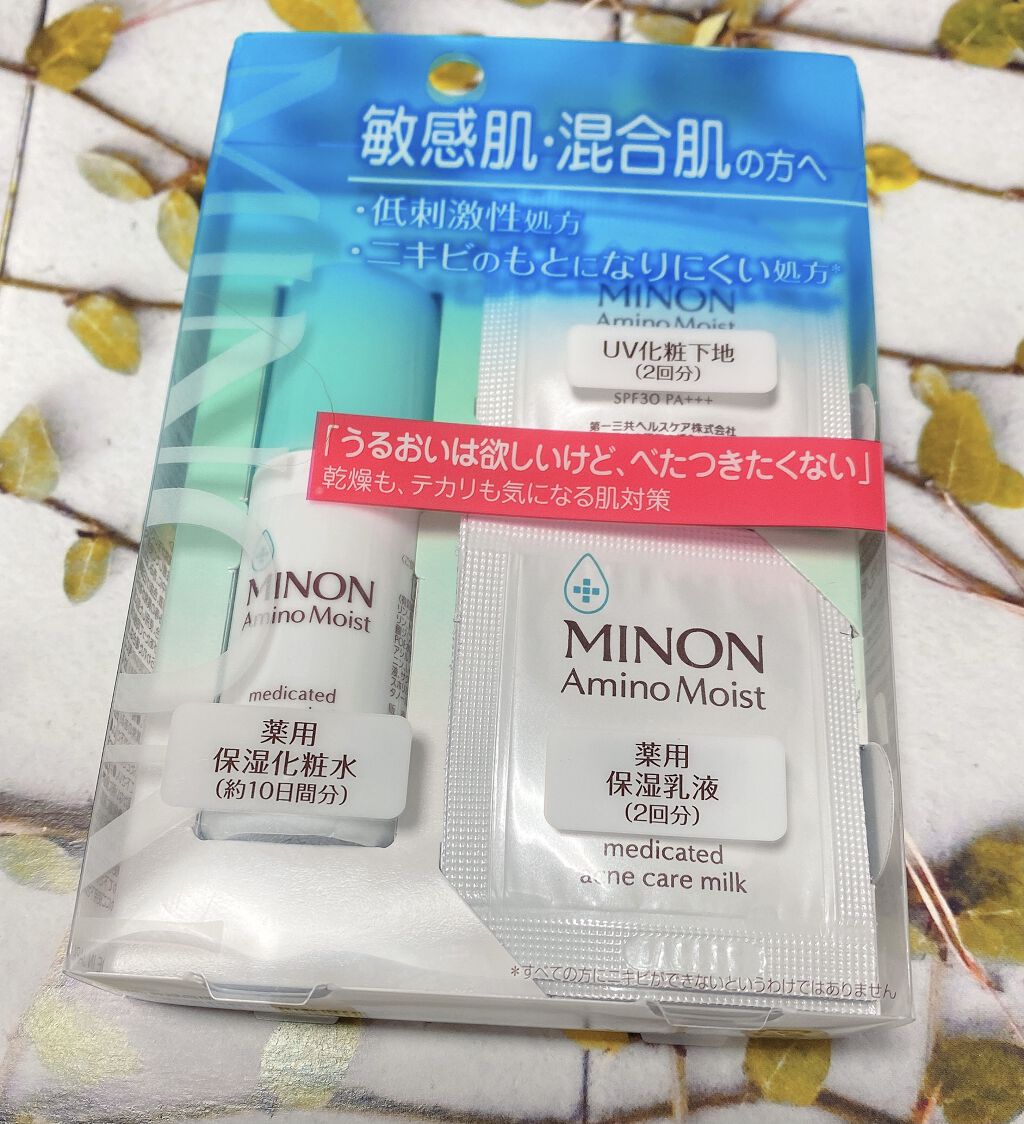 敏感肌・混合肌の方へ
・低刺激性処方
・ニキビのもとになりにくい処方*
MINON
Amino Moist
UV化粧下地
(2回分)
SPF30 PA+++
第一三共ヘルスケア株式会社
「うるおいは欲しいけど、べたつきたくない」
乾燥も、テカリも気になる肌対策
MINON
Amino Moist
medicated
薬用
保湿化粧水
(約10日間分)
MINON
Amino Moist
薬用
保湿乳液
(2回分)
medicated
acne care milk
*すべての方にニキビができないというわけではありません
MINON